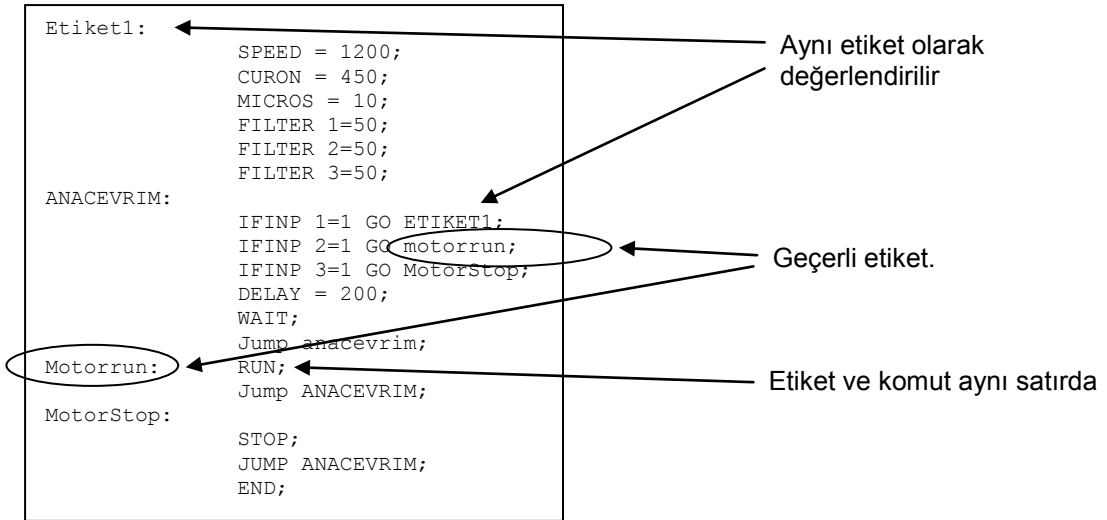 Etiket1:
SPEED = 1200;
CURON = 450;
MICROS = 10;
FILTER 1=50;
FILTER 2=50;
FILTER 3=50;
ANACEVRIM:
IFINP 1=1 GO ETIKET1;
IFINP 2=1 GO motorrun;
IFINP 3=1 GO MotorStop;
DELAY = 200;
WAIT;
Jump anacevrim;
Motorrun: RUN;
Jump ANACEVRIM;
MotorStop:
STOP;
JUMP ANACEVRIM;
END;
Aynı etiket olarak
değerlendirilir
Geçerli etiket.
Etiket ve komut aynı satırda